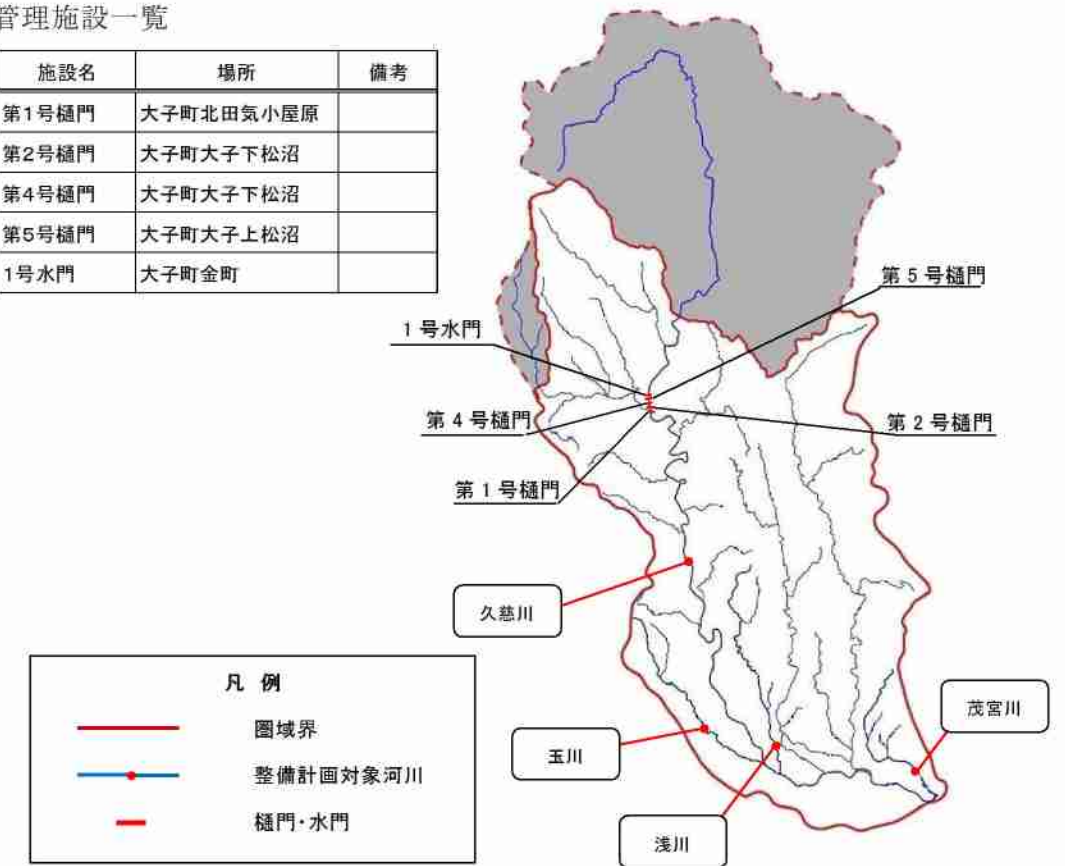 管理施設一覧
施設名 場所 備考
第1号樋門 大子町北田気小屋原
第2号樋門 大子町大子下松沼
第4号樋門 大子町大子下松沼
第5号樋門 大子町大子上松沼
1号水門 大子町金町
第5号樋門
1号水門
第4号樋門
第2号樋門
第1号樋門
久慈川
茂宮川
玉川
浅川
凡 例
圏域界
整備計画対象河川
樋門・水門